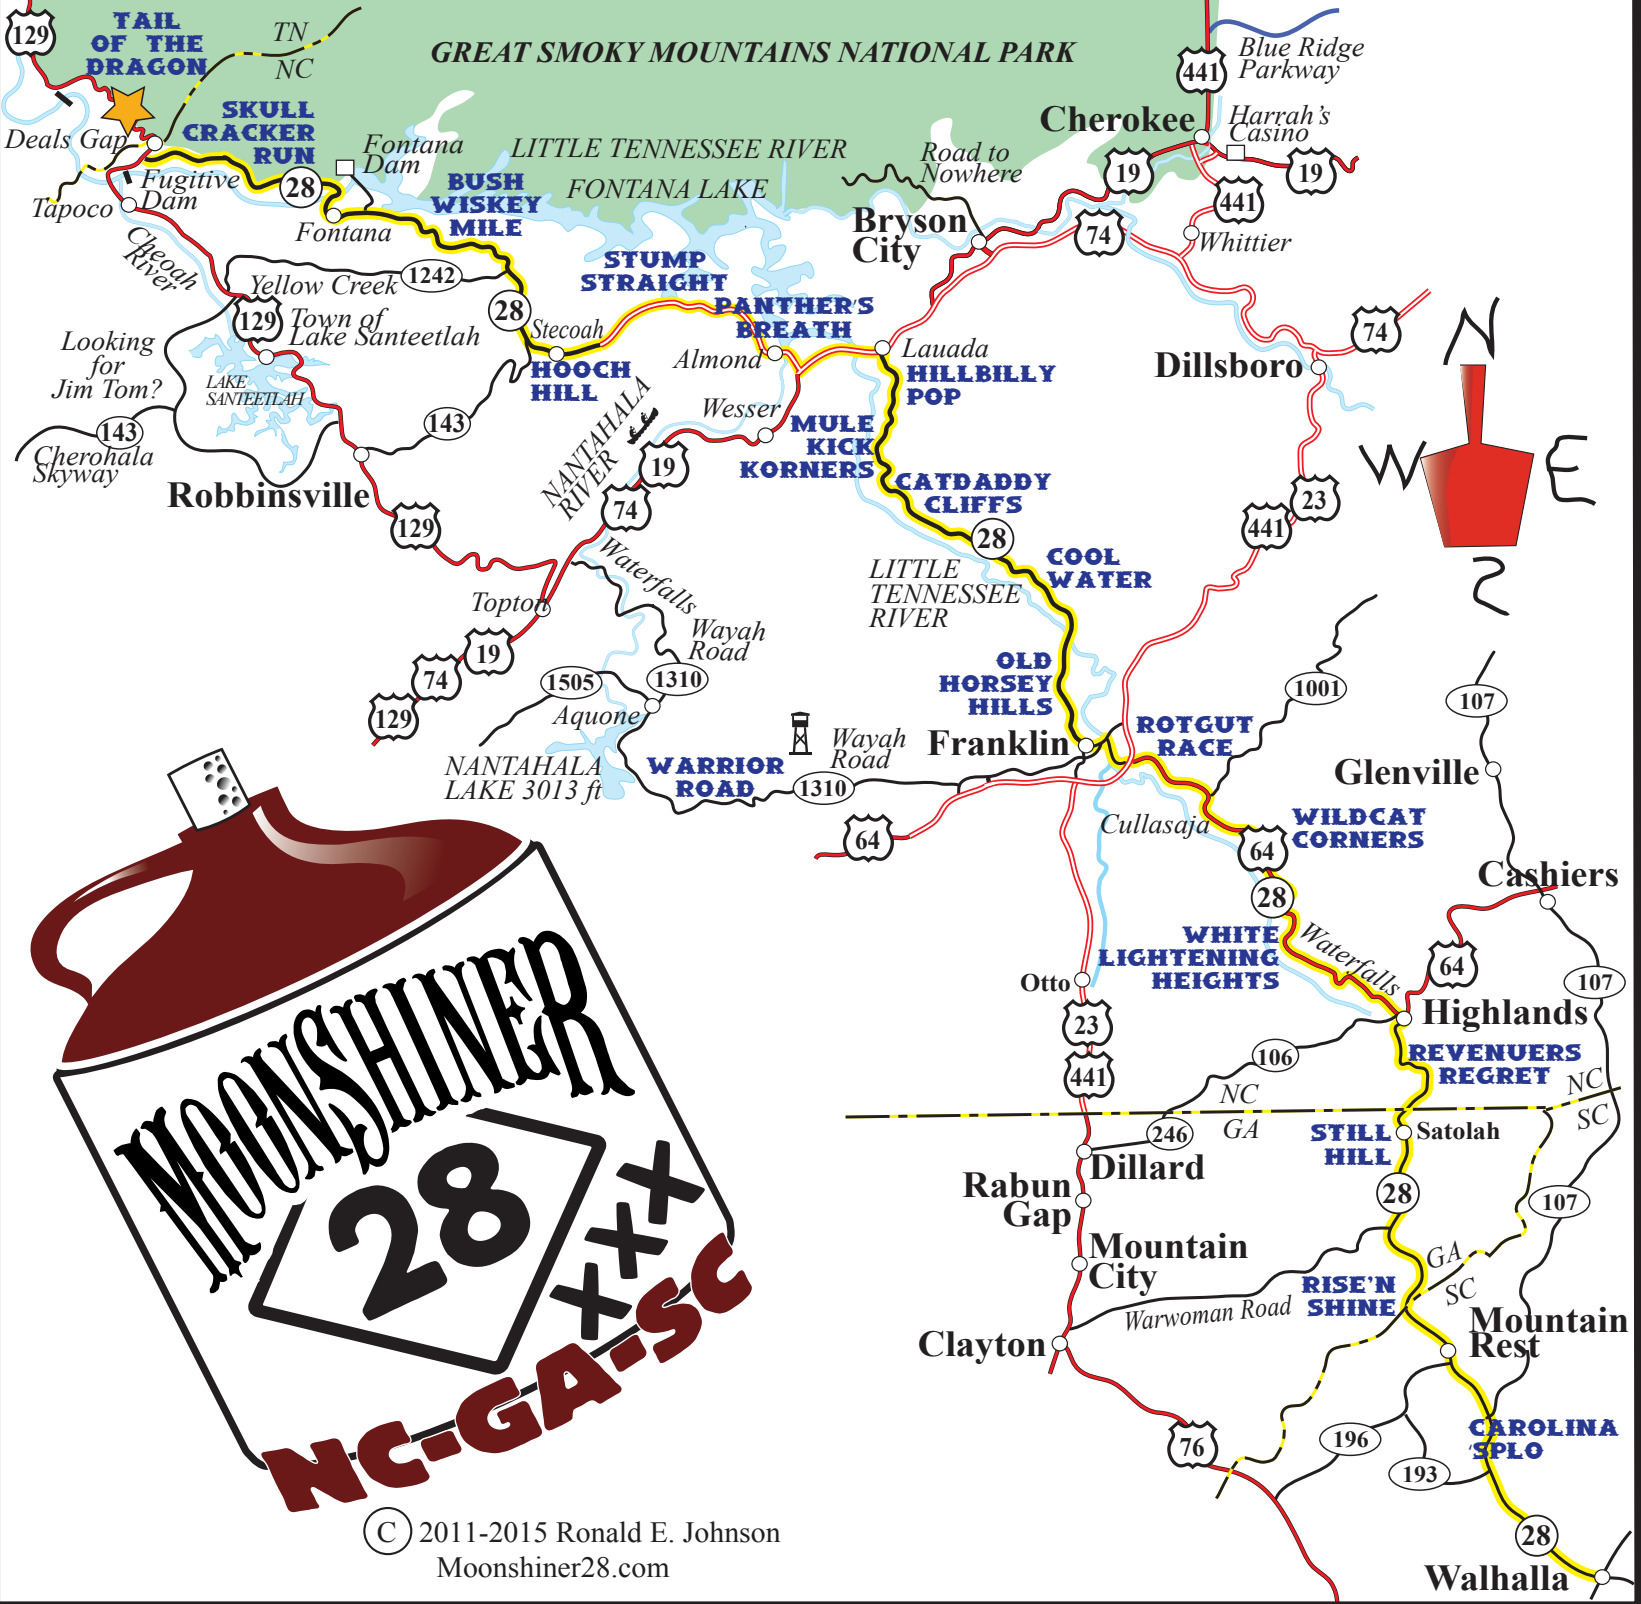 129
TAIL
OF THE
DRAGON
TN
NC
GREAT SMOKY MOUNTAINS NATIONAL PARK
441
Blue Ridge
Parkway
Deals Gap
SKULL
CRACKER
RUN
28
Fontana
Dam
LITTLE TENNESSEE RIVER
FONTANA LAKE
Road to
Nowhere
Cherokee
Harrah's
Casino
19
19
441
Tapoco
Fugitive
Dam
Fontana
BUSH
WISKEY
MILE
Bryson
City
74
Whittier
Cheoah
River
Yellow Creek
1242
28
STUMP
STRAIGHT
PANTHER'S
BREATH
129
Town of
Lake Santeetlah
Stecoah
Almond
Lauada
Dillsboro
74
N
W
E
S
Looking
for
Jim Tom?
LAKE
SANTEETLAH
HOOCH
HILL
HILLBILLY
POP
143
Cherohala
Skyway
143
Wesser
NANTAHALA
RIVER
MULE
KICK
KORNERS
19
74
CATDADDY
CLIFFS
28
23
441
Robbinsville
129
Waterfalls
LITTLE
TENNESSEE
RIVER
COOL
WATER
Topton
19
74
129
Wayah
Road
1505
1310
Aquone
OLD
HORSEY
HILLS
1001
107
NANTAHALA
LAKE 3013 ft
WARRIOR
ROAD
Wayah
Road
1310
Franklin
ROTGUT
RACE
Glenville
64
Cullasaja
64
WILDCAT
CORNERS
28
Cashiers
WHITE
LIGHTENING
HEIGHTS
Waterfalls
64
107
Otto
23
441
Highlands
106
REVENUERS
REGRET
NC
GA
NC
SC
246
Dillard
STILL
HILL
Satolah
Rabun
Gap
28
107
Mountain
City
GA
SC
RISE'N
SHINE
Warwoman Road
Mountain
Rest
Clayton
76
196
193
CAROLINA
'SPLO
28
Walhalla
MOONSHINER
28
XXX
NC-GA-SC
C 2011-2015 Ronald E. Johnson
Moonshiner28.com